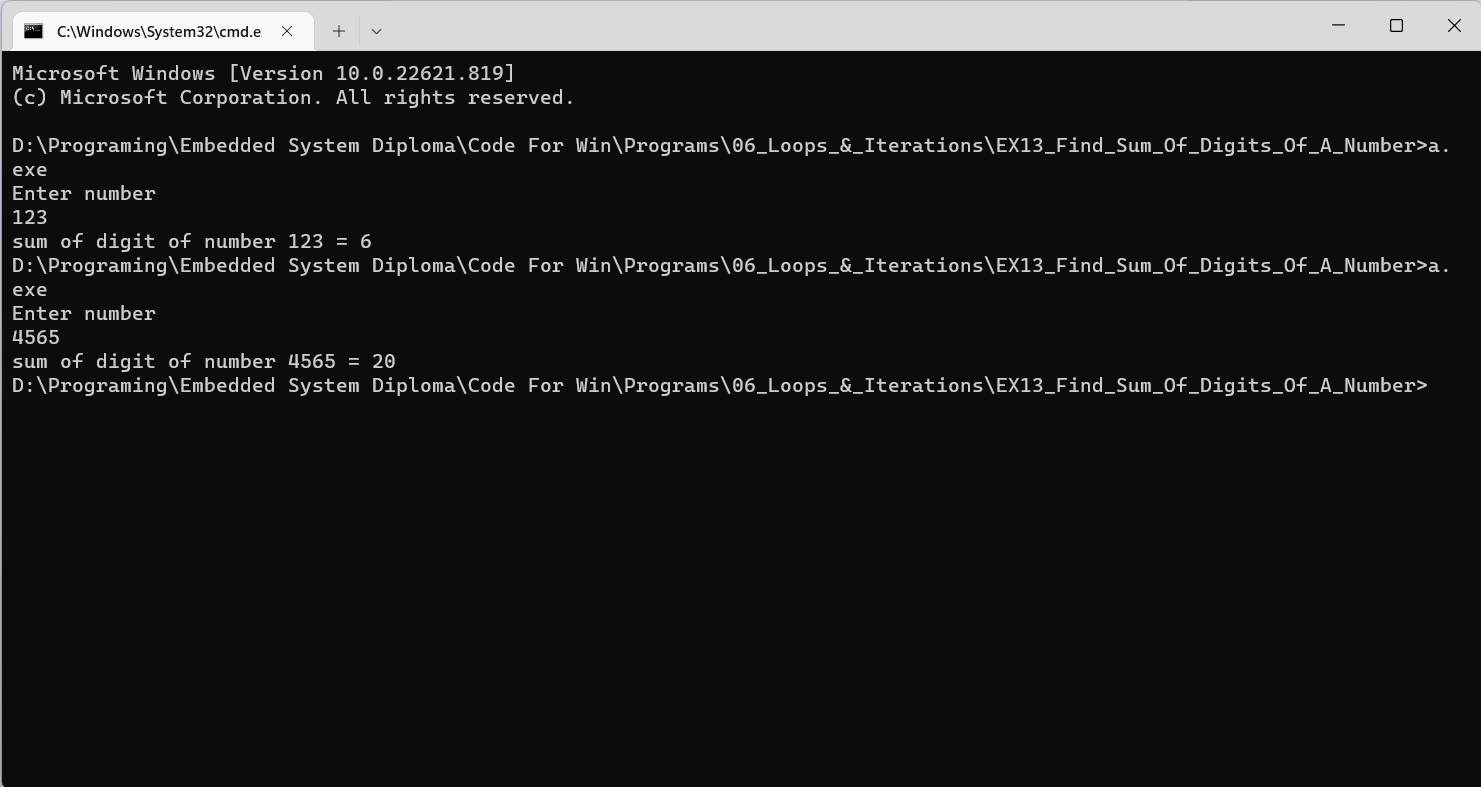 C:\Windows\System32\cmd.e
Microsoft Windows [Version 10.0.22621.819]
(c) Microsoft Corporation. All rights reserved.
D:\Programing\Embedded System Diploma\Code For Win\Programs\06_Loops_&_Iterations\EX13_Find_Sum_Of_Digits_Of_A_Number>a.
exe
Enter number
123
sum of digit of number 123 = 6
D:\Programing\Embedded System Diploma\Code For Win\Programs\06_Loops_&_Iterations\EX13_Find_Sum_Of_Digits_Of_A_Number>a.
exe
Enter number
4565
sum of digit of number 4565 = 20
D:\Programing\Embedded System Diploma\Code For Win\Programs\06_Loops_&_Iterations\EX13_Find_Sum_Of_Digits_Of_A_Number>